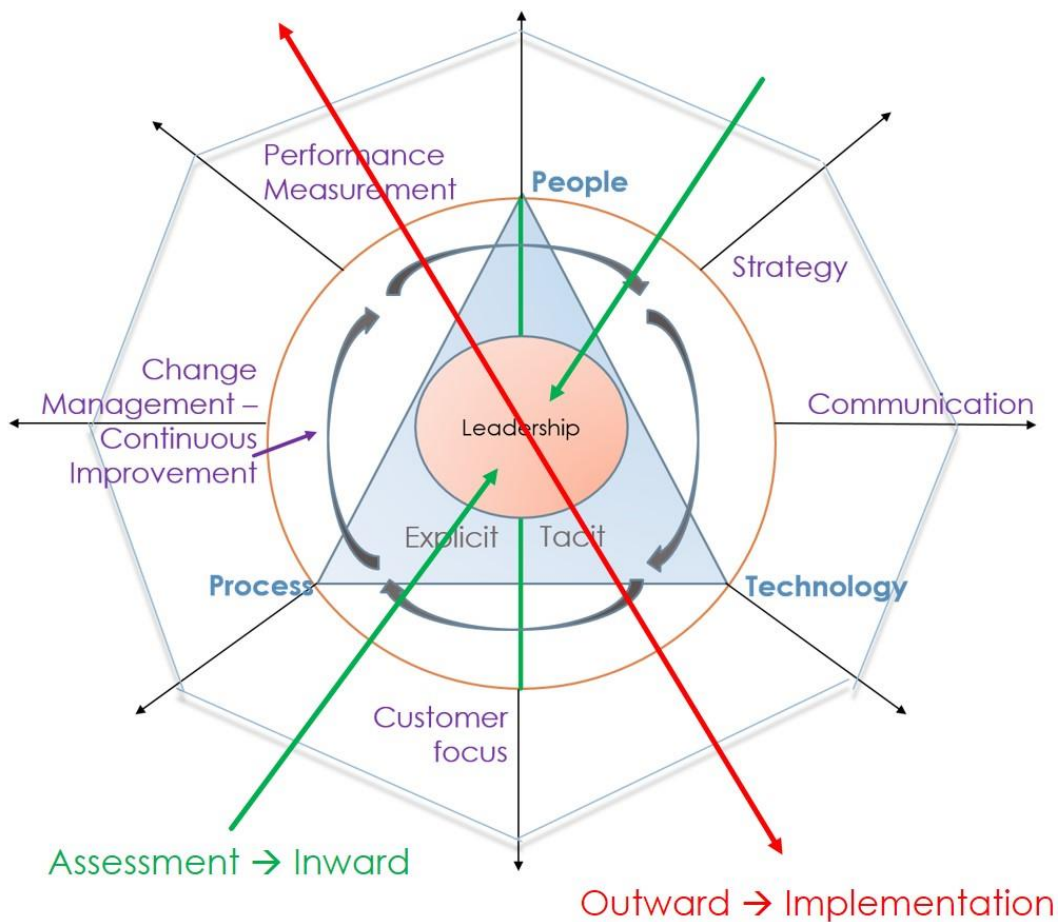 Performance
Measurement
People
Strategy
Change
Management –
Continuous
Improvement
Communication
Leadership
Explicit
Tacit
Process
Technology
Customer
focus
Assessment → Inward
Outward → Implementation